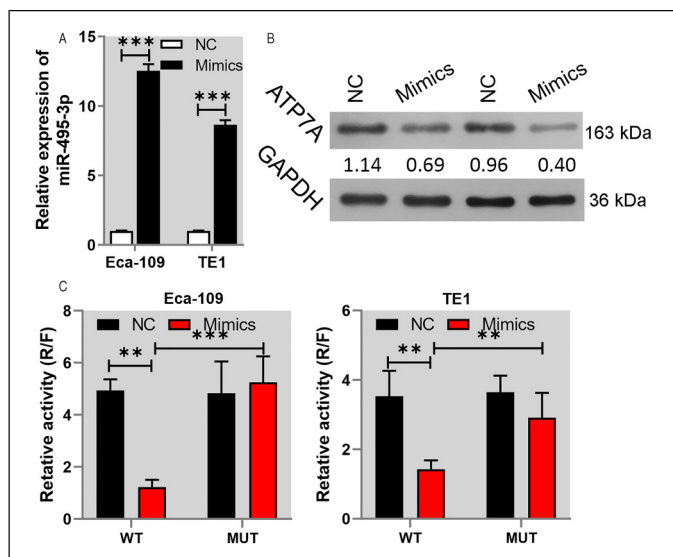 A
Relative expression of
miR-495-3p
15
10
5
0
***
***
NC
Mimics
Eca-109
TE1
B
NC
Mimics
NC
Mimics
ATP7A
163 kDa
1.14 0.69 0.96 0.40
GAPDH
36 kDa
C
Eca-109
Relative activity (R/F)
8
6
4
2
0
NC
Mimics
**
***
WT
MUT
TE1
Relative activity (R/F)
6
4
2
0
NC
Mimics
**
**
WT
MUT